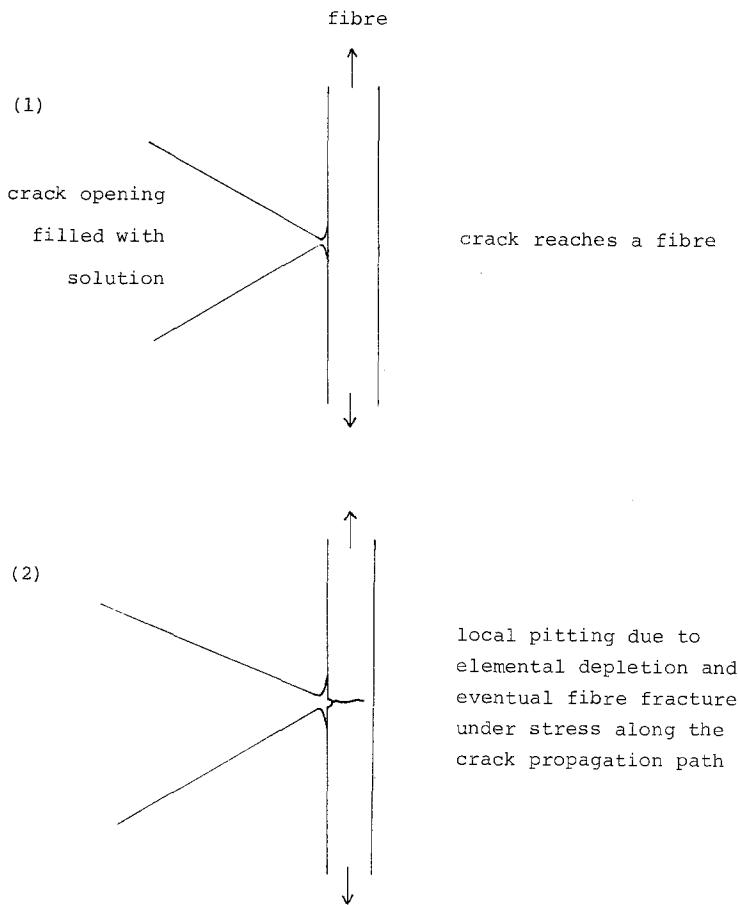 fibre
(1)
crack opening
filled with
solution
crack reaches a fibre
(2)
local pitting due to
elemental depletion and
eventual fibre fracture
under stress along the
crack propagation path